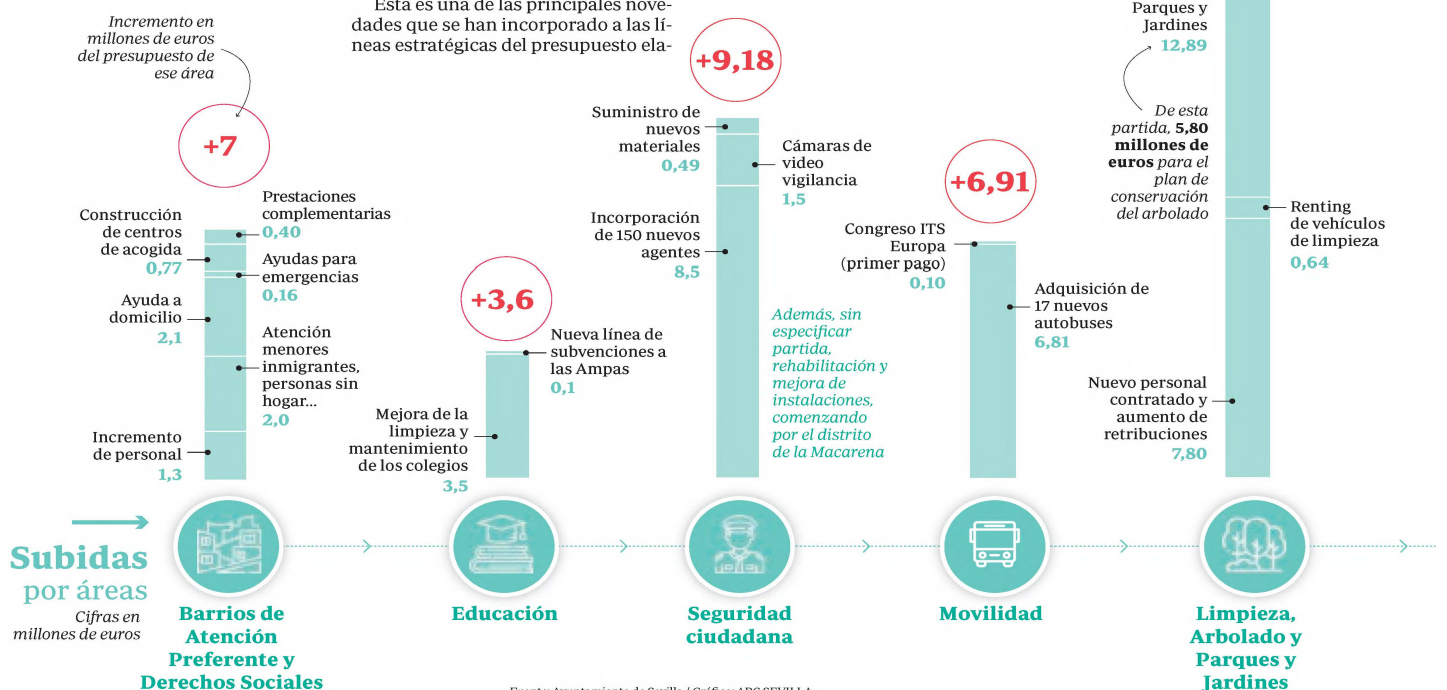 Esta es una de las principales nove-
dades que se han incorporado a las lí-
neas estratégicas del presupuesto ela-
Incremento en
millones de euros
del presupuesto de
ese área
+7
Prestaciones
complementarias
0,40
Construcción
de centros
de acogida
0,77
Ayudas para
emergencias
0,16
Ayuda a
domicilio
2,1
Atención
menores
inmigrantes,
personas sin
hogar...
2,0
Incremento
de personal
1,3
+3,6
Nueva línea de
subvenciones a
las Ampas
0,1
Mejora de la
limpieza y
mantenimiento
de los colegios
3,5
+9,18
Suministro de
nuevos
materiales
0,49
Cámaras de
video
vigilancia
1,5
Incorporación
de 150 nuevos
agentes
8,5
Además, sin
especificar
partida,
rehabilitación y
mejora de
instalaciones,
comenzando
por el distrito
de la Macarena
+6,91
Congreso ITS
Europa
(primer pago)
0,10
Adquisición de
17 nuevos
autobuses
6,81
Parques y
Jardines
12,89
De esta
partida, 5,80
millones de
euros para el
plan de
conservación
del arbolado
Renting
de vehículos
de limpieza
0,64
Nuevo personal
contratado y
aumento de
retribuciones
7,80
Subidas
por áreas
Cifras en
millones de euros
Barrios de
Atención
Preferente y
Derechos Sociales
Educación
Seguridad
ciudadana
Movilidad
Limpieza,
Arbolado y
Parques y
Jardines